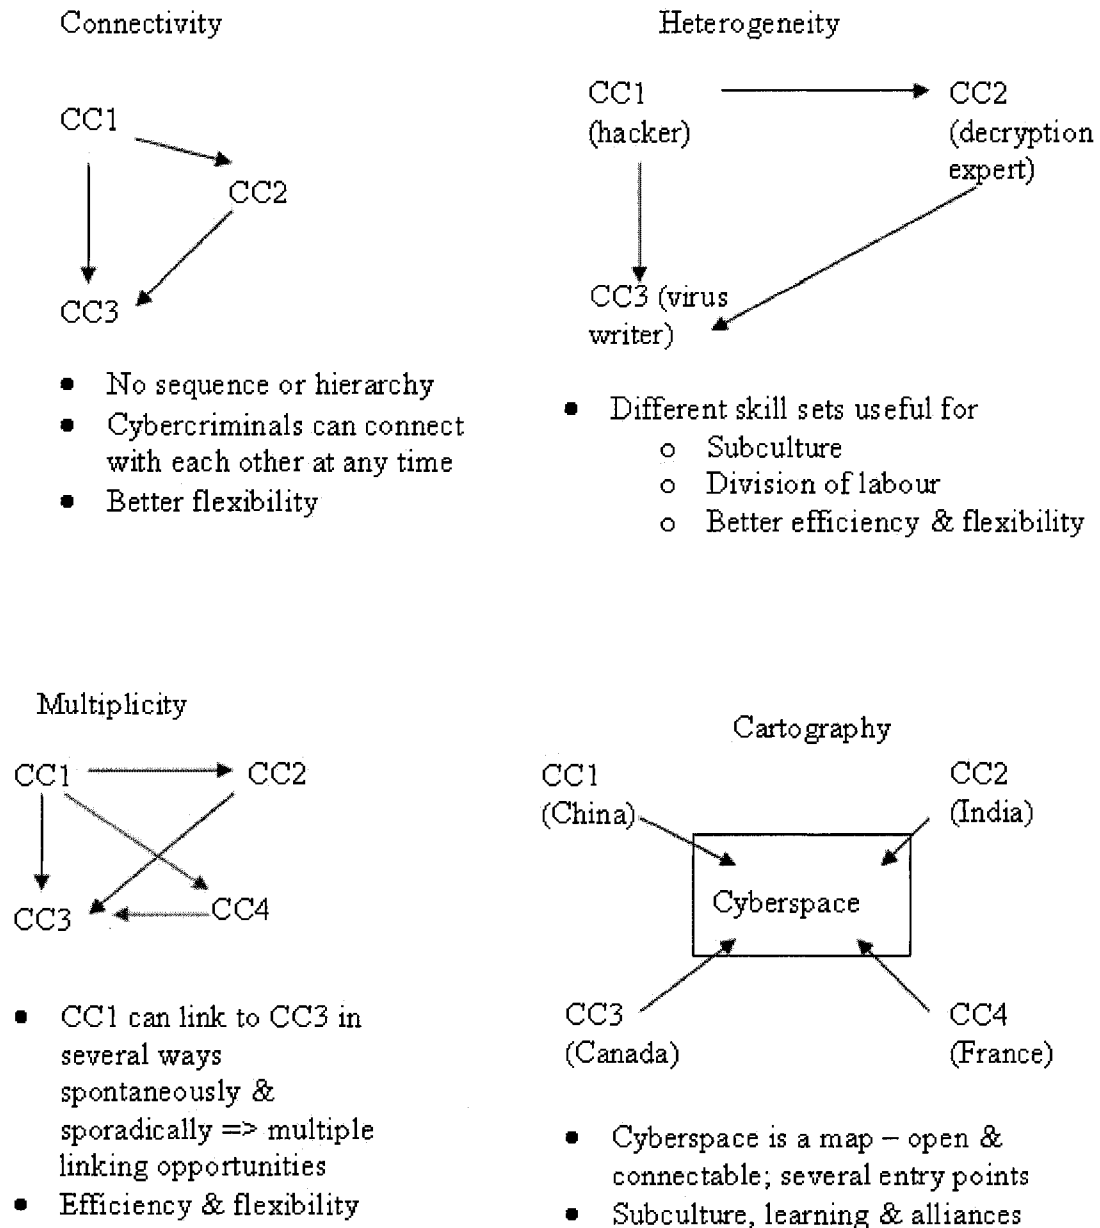 Connectivity
CC1
CC2
CC3
● No sequence or hierarchy
● Cybercriminals can connect
with each other at any time
● Better flexibility
Heterogeneity
CC1
(hacker)
CC2
(decryption
expert)
CC3 (virus
writer)
● Different skill sets useful for
o Subculture
o Division of labour
o Better efficiency & flexibility
Multiplicity
CC1
CC2
CC3
CC4
● CC1 can link to CC3 in
several ways
spontaneously &
sporadically => multiple
linking opportunities
● Efficiency & flexibility
Cartography
CC1
(China)
CC2
(India)
Cyberspace
CC3
(Canada)
CC4
(France)
● Cyberspace is a map – open &
connectable; several entry points
● Subculture, learning & alliances